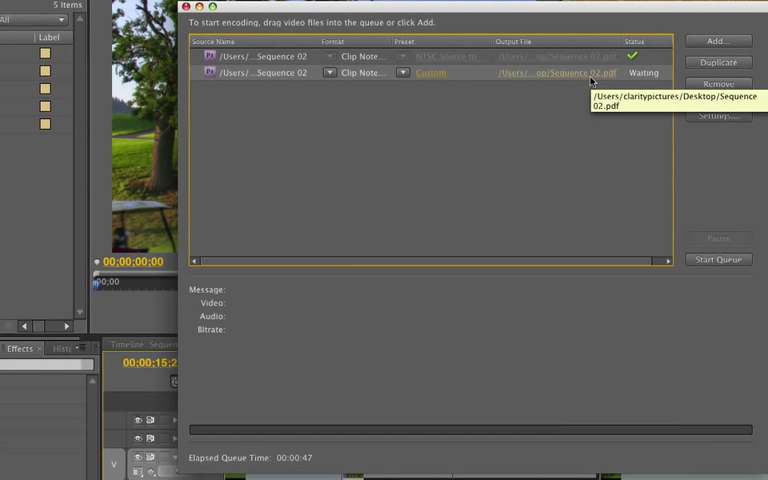 5 Items
All
Label
To start encoding, drag video files into the queue or click Add.
Source Name Format Preset Output File Status
Pr /Users/...Sequence 02 Clip Note... NTSC Source to /Users/... op/Sequence 02.pdf
Pr /Users/...Sequence 02 Clip Note... Custom /Users/... op/Sequence 02.pdf Waiting
/Users/claritypictures/Desktop/Sequence
02.pdf
Add...
Duplicate
Remove
Settings...
Pause
Start Queue
00;00;00;00
00;00
Message:
Video:
Audio:
Bitrate:
Effects ×
Timeline: Sequen
00;00;15;2
V
Elapsed Queue Time: 00:00:47